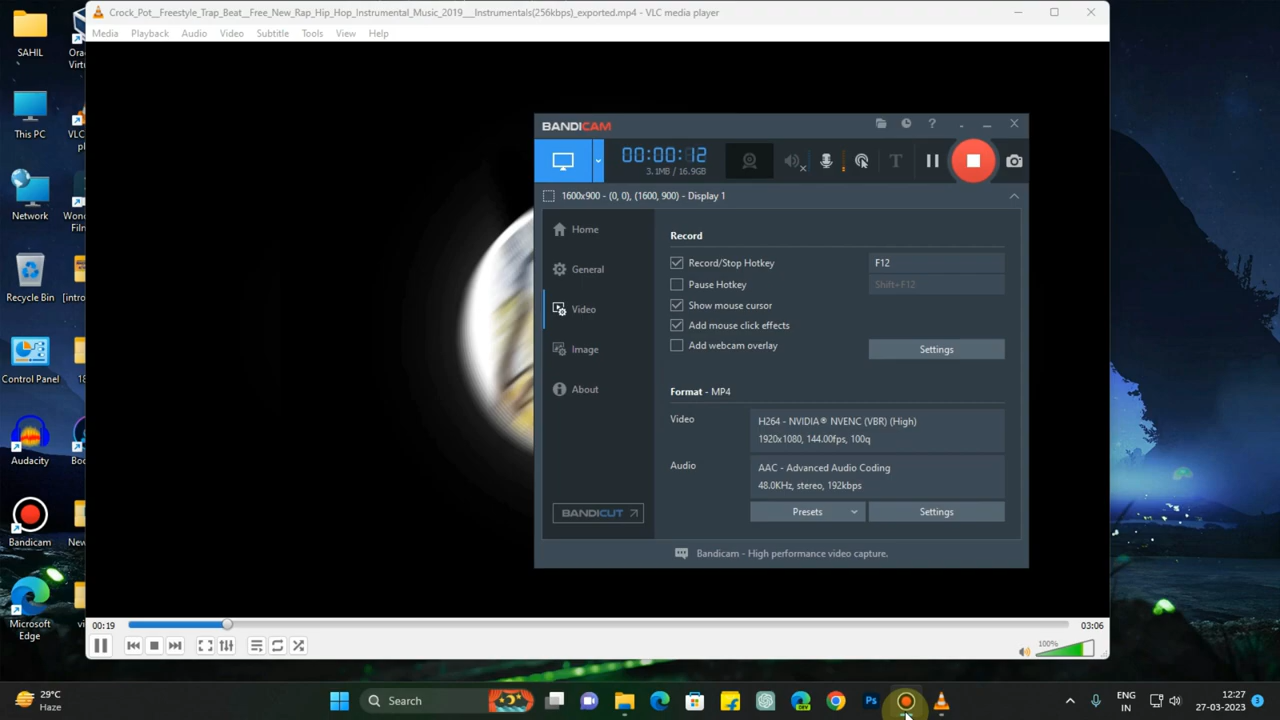 Crock_Pot__Freestyle_Trap_Beat__Free_New_Rap_Hip_Hop_Instrumental_Music_2019__Instrumentals(256kbps)_exported.mp4 - VLC media player
Media Playback Audio Video Subtitle Tools View Help
SAHIL
This PC
VLC
Network
Recycle Bin
Control Panel
Audacity
Bandicam
Microsoft
Edge
BANDICAM
00:00:12
3.1MB / 16.9GB
1600x900 - (0, 0), (1600, 900) - Display 1
Home
General
Video
Image
About
BANDICUT
Record
Record/Stop Hotkey F12
Pause Hotkey Shift+F12
Show mouse cursor
Add mouse click effects
Add webcam overlay
Settings
Format - MP4
Video
H264 - NVIDIA® NVENC (VBR) (High)
1920x1080, 144.00fps, 100q
Audio
AAC - Advanced Audio Coding
48.0KHz, stereo, 192kbps
Presets
Settings
Bandicam - High performance video capture.
00:19
03:06
100%
29°C
Haze
Search
DEV
Ps
ENG
IN
12:27
27-03-2023
3